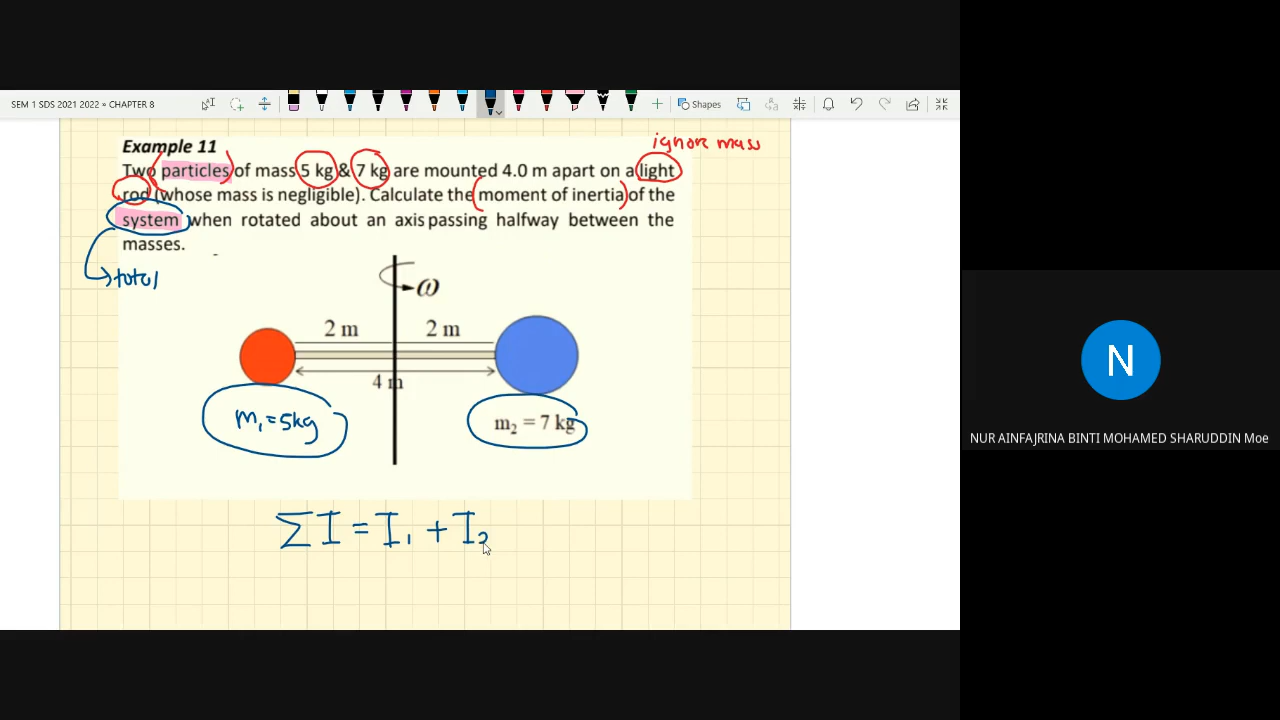 SEM 1 SDS 2021 2022 » CHAPTER 8
Shapes
Example 11
ignore mass
Two particles of mass 5 kg & 7 kg are mounted 4.0 m apart on a light
rod (whose mass is negligible). Calculate the moment of inertia of the
system when rotated about an axis passing halfway between the
masses.
total
ω
2 m 2 m
4 m
m₁=5kg
m₂ = 7 kg
ΣI = I₁ + I₂
N
NUR AINFAJRINA BINTI MOHAMED SHARUDDIN Moe